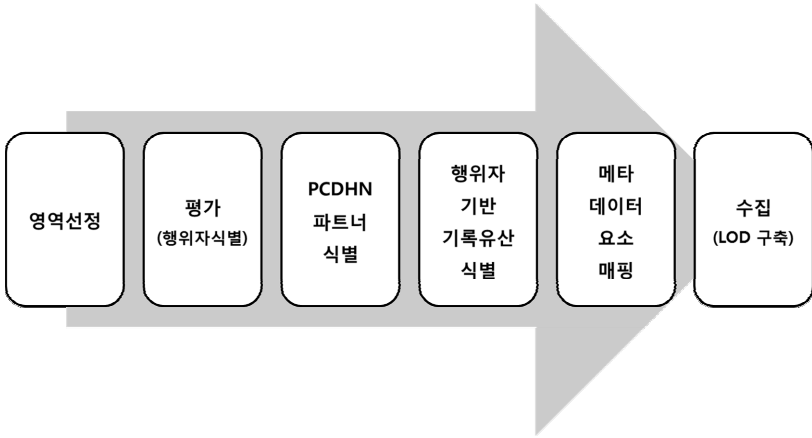 영역선정
평가
(행위자식별)
PCDHN
파트너
식별
행위자
기반
기록유산
식별
메타
데이터
요소
매핑
수집
(LOD 구축)